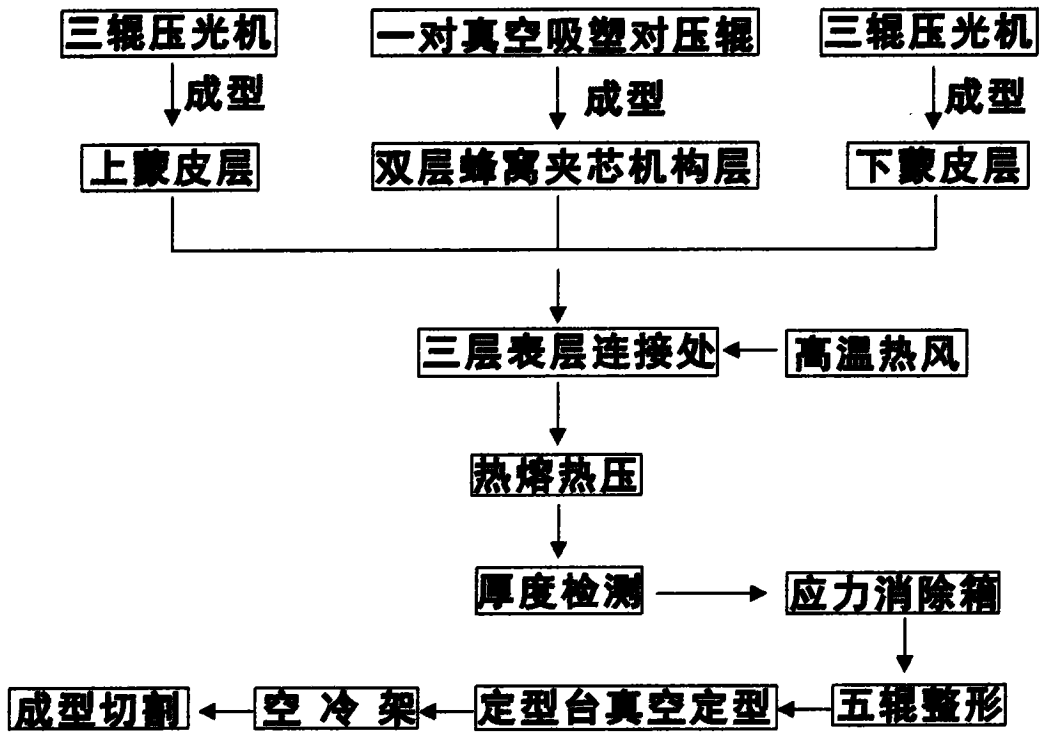 三辊压光机 一对真空吸塑对压辊 三辊压光机
成型 成型 成型
上蒙皮层 双层蜂窝夹芯机构层 下蒙皮层
三层表层连接处 高温热风
热熔热压
厚度检测 应力消除箱
成型切割 空冷架 定型台真空定型 五辊整形